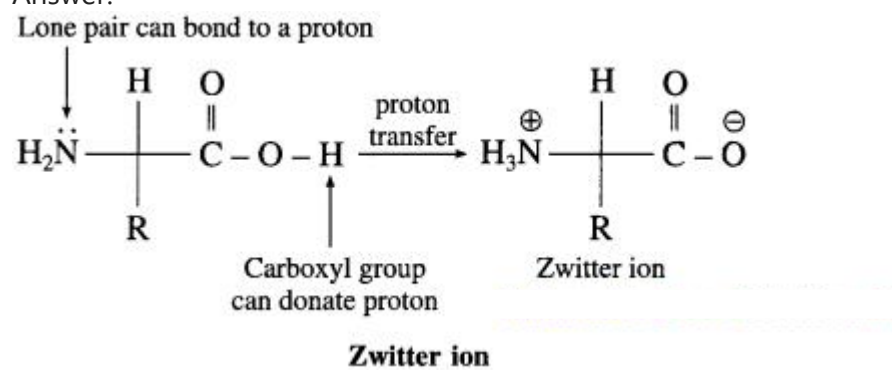 Answer:
Lone pair can bond to a proton
H O H O
proton
transfer
H₂N̈ C – O – H H₃N⊕ C – O⊖
R R
Carboxyl group
can donate proton
Zwitter ion
Zwitter ion